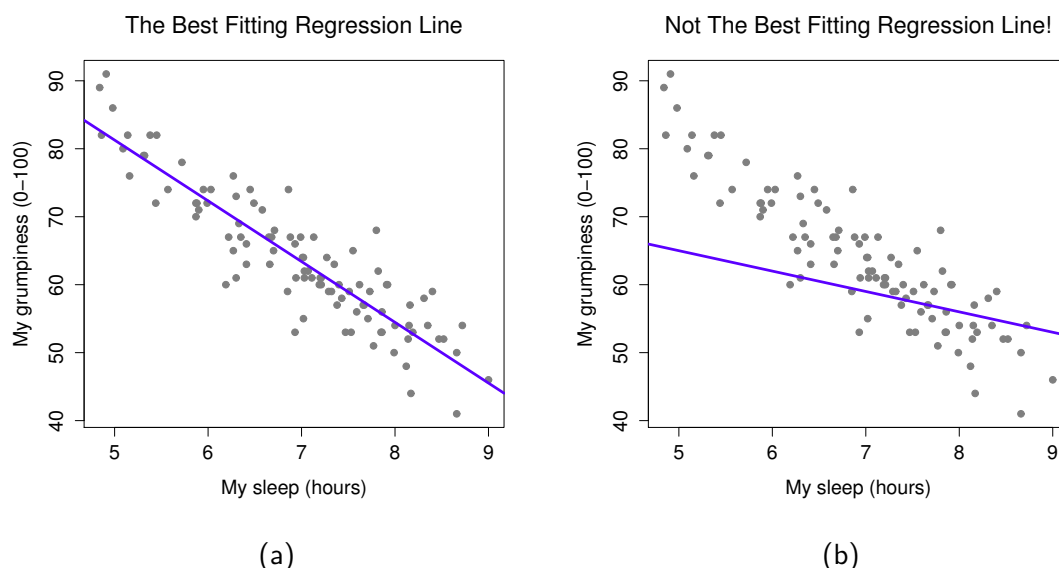 The Best Fitting Regression Line
90
80
70
60
50
40
My grumpiness (0−100)
5 6 7 8 9
My sleep (hours)
(a)
Not The Best Fitting Regression Line!
90
80
70
60
50
40
My grumpiness (0−100)
5 6 7 8 9
My sleep (hours)
(b)